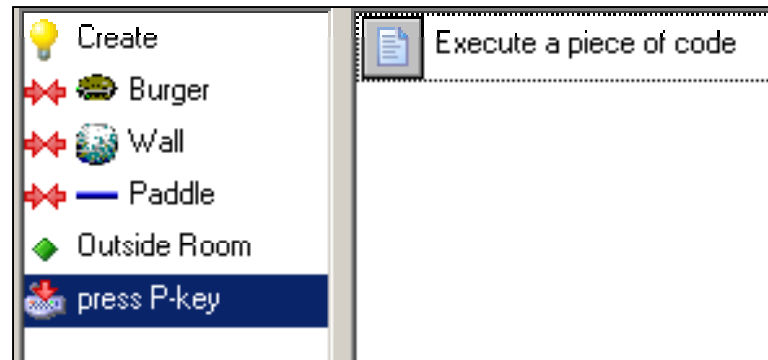 Create
Burger
Wall
Paddle
Outside Room
press P-key
Execute a piece of code